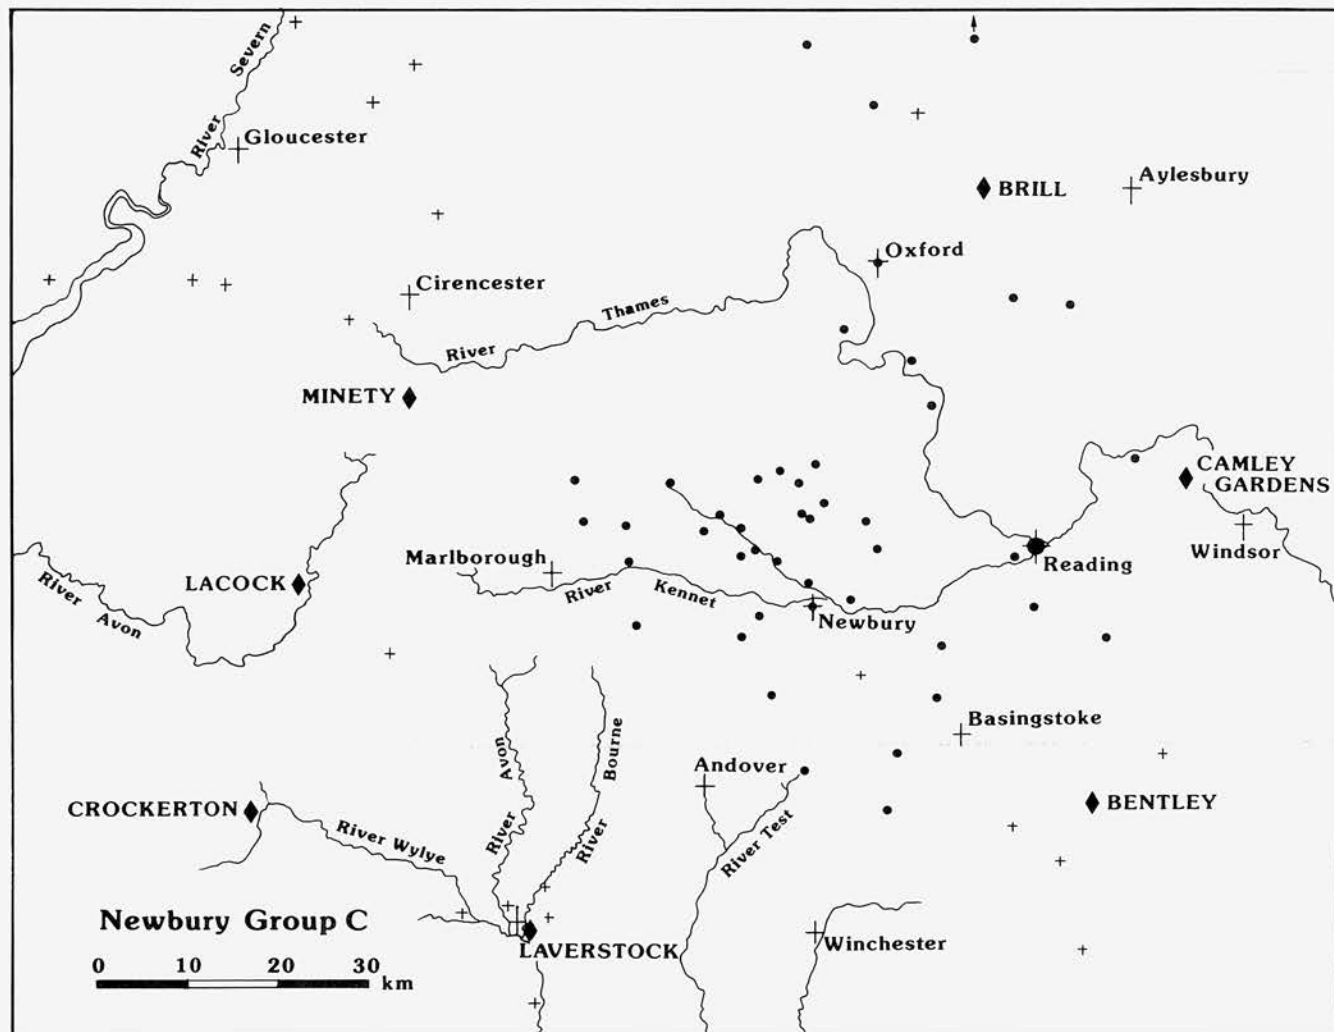 River Severn
Gloucester
BRILL
Aylesbury
Oxford
Cirencester
River Thames
MINETY
CAMLEY
GARDENS
Windsor
Reading
Marlborough
River Kennet
Newbury
LACOCK
River Avon
Basingstoke
River Avon
River Bourne
Andover
River Test
CROCKERTON
BENTLEY
River Wylye
Newbury Group C
LAVERSTOCK
Winchester
0 10 20 30
km